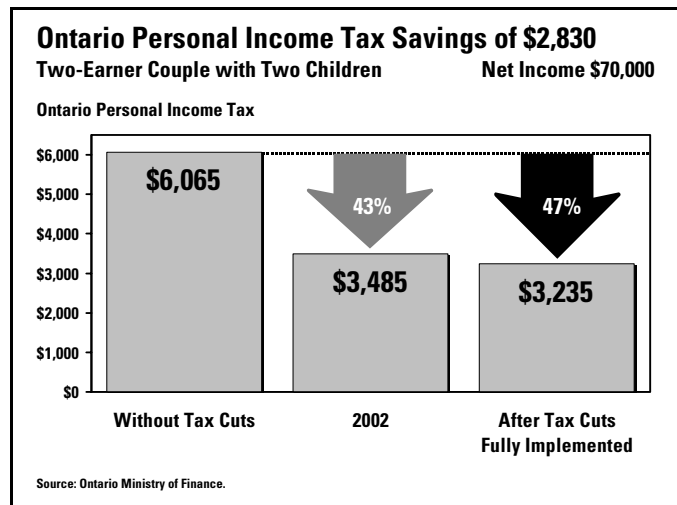 Ontario Personal Income Tax Savings of $2,830
Two-Earner Couple with Two Children Net Income $70,000
Ontario Personal Income Tax
$6,000
$5,000
$4,000
$3,000
$2,000
$1,000
$0
$6,065
43%
$3,485
47%
$3,235
Without Tax Cuts
2002
After Tax Cuts
Fully Implemented
Source: Ontario Ministry of Finance.